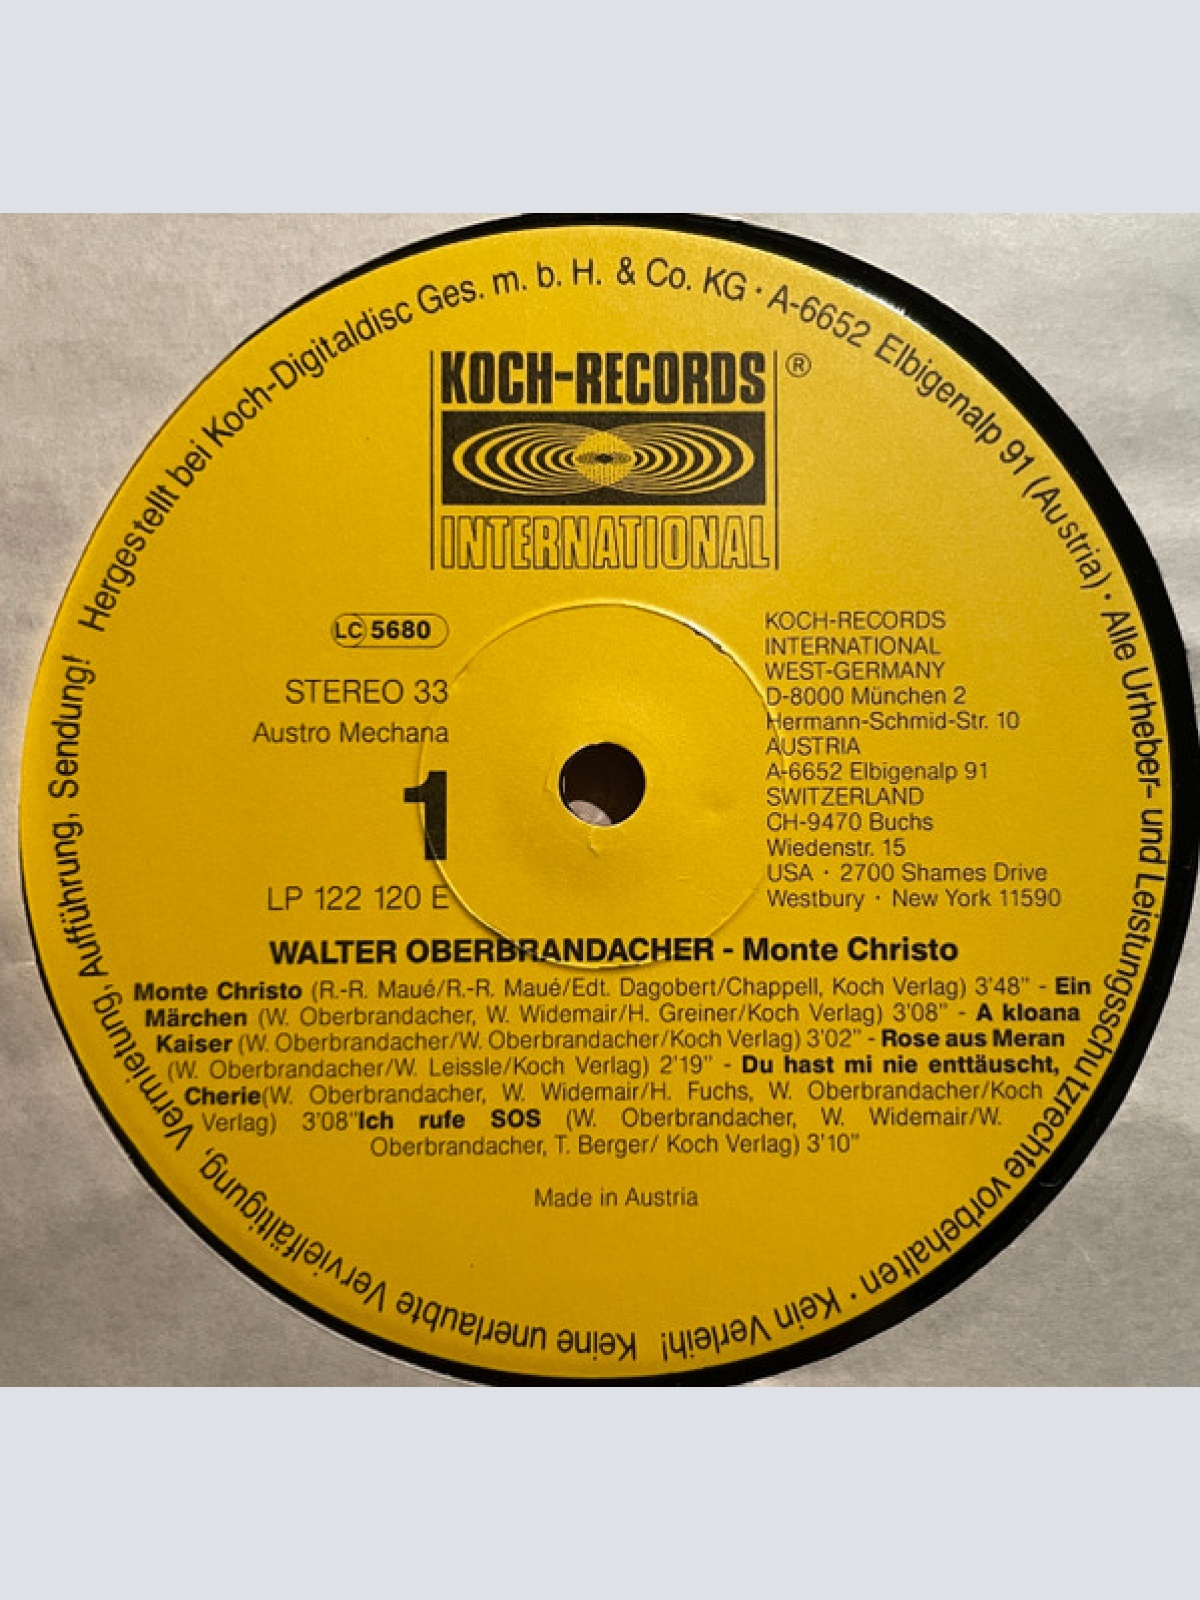 Hergestellt bei Koch-Digitaldisc Ges. m. b. H. & Co. KG · A-6652 Elbigenalp 91 (Austria) · Alle Urheber- und Leistungsschutzrechte vorbehalten · Kein Verleih! Keine unerlaubte Vervielfältigung, Vermietung, Aufführung, Sendung!
KOCH-RECORDS ®
INTERNATIONAL
LC 5680
STEREO 33
Austro Mechana
1
LP 122 120 E
KOCH-RECORDS
INTERNATIONAL
WEST-GERMANY
D-8000 München 2
Hermann-Schmid-Str. 10
AUSTRIA
A-6652 Elbigenalp 91
SWITZERLAND
CH-9470 Buchs
Wiedenstr. 15
USA · 2700 Shames Drive
Westbury · New York 11590
WALTER OBERBRANDACHER - Monte Christo
Monte Christo (R.-R. Maué/R.-R. Maué/Edt. Dagobert/Chappell, Koch Verlag) 3'48" - Ein
Märchen (W. Oberbrandacher, W. Widemair/H. Greiner/Koch Verlag) 3'08" - A kloana
Kaiser (W. Oberbrandacher/W. Oberbrandacher/Koch Verlag) 3'02" - Rose aus Meran
(W. Oberbrandacher/W. Leissle/Koch Verlag) 2'19" - Du hast mi nie enttäuscht,
Cherie(W. Oberbrandacher, W. Widemair/H. Fuchs, W. Oberbrandacher/Koch
Verlag) 3'08"Ich rufe SOS (W. Oberbrandacher, W. Widemair/W.
Oberbrandacher, T. Berger/ Koch Verlag) 3'10"
Made in Austria